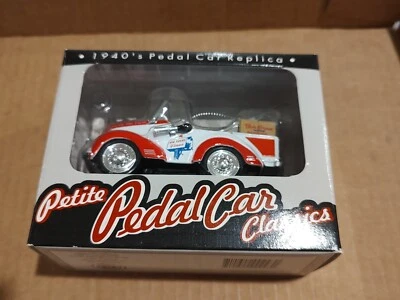 1940's Pedal Car Replica
Petite
Pedal Car
Classics